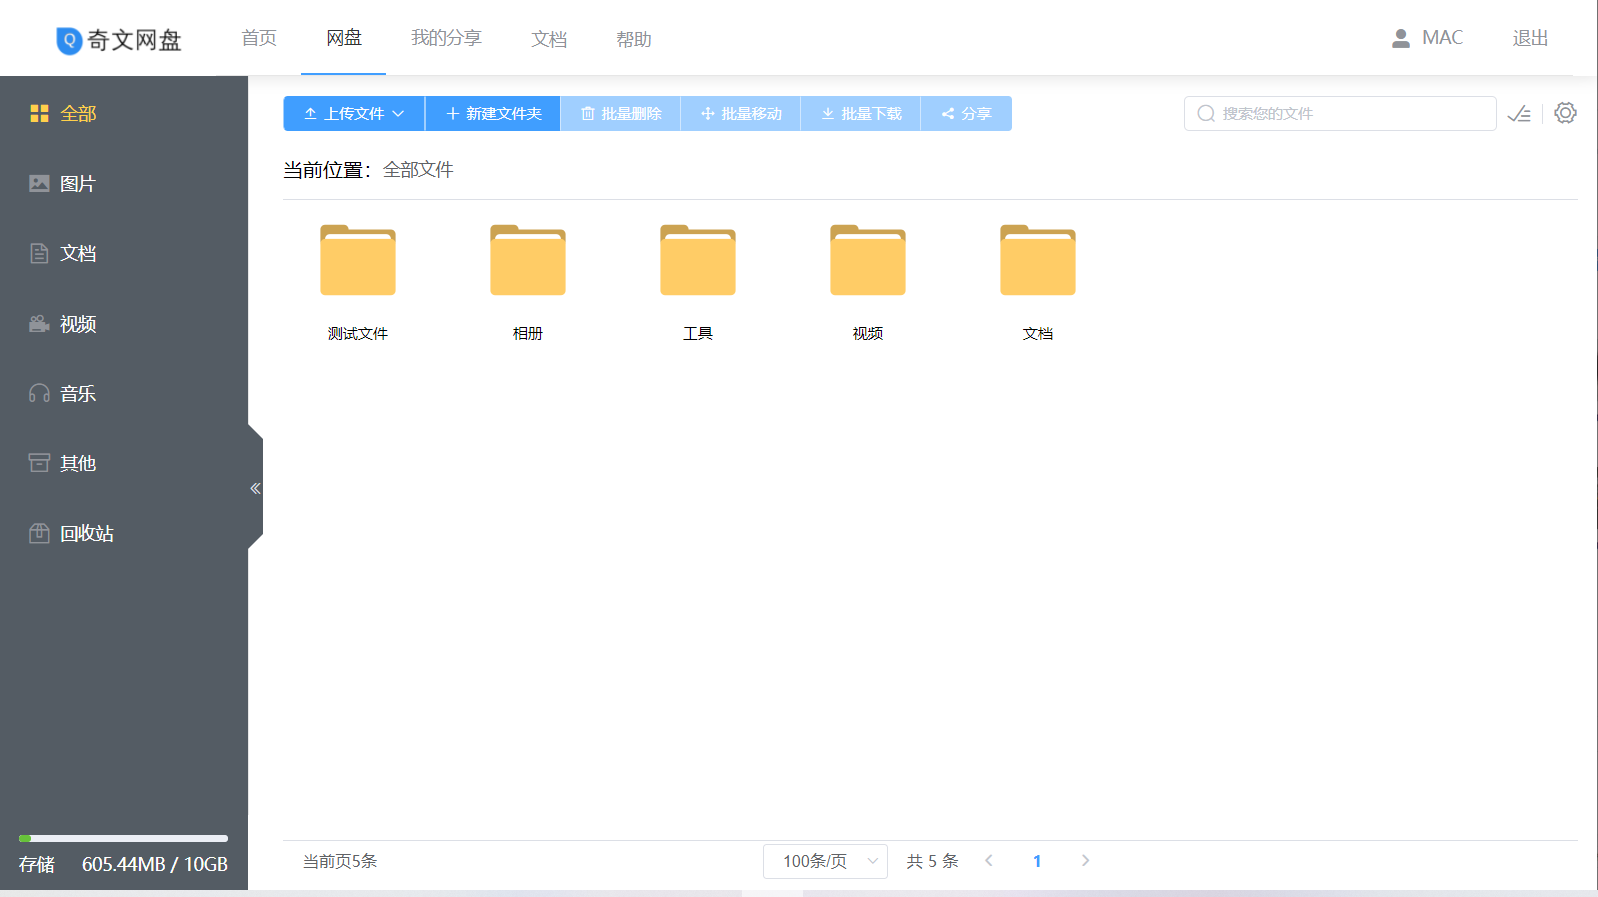 奇文网盘 首页 网盘 我的分享 文档 帮助 MAC 退出
全部
图片
文档
视频
音乐
其他
回收站
存储 605.44MB / 10GB
上传文件 新建文件夹 批量删除 批量移动 批量下载 分享 搜索您的文件
当前位置： 全部文件
测试文件 相册 工具 视频 文档
当前页5条 100条/页 共 5 条 1